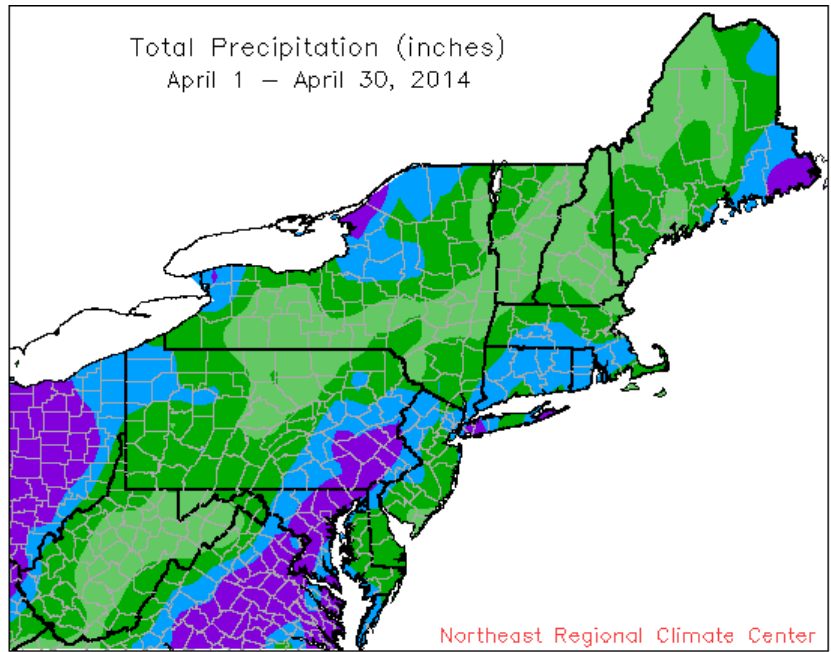 Total Precipitation (inches)
April 1 – April 30, 2014
Northeast Regional Climate Center